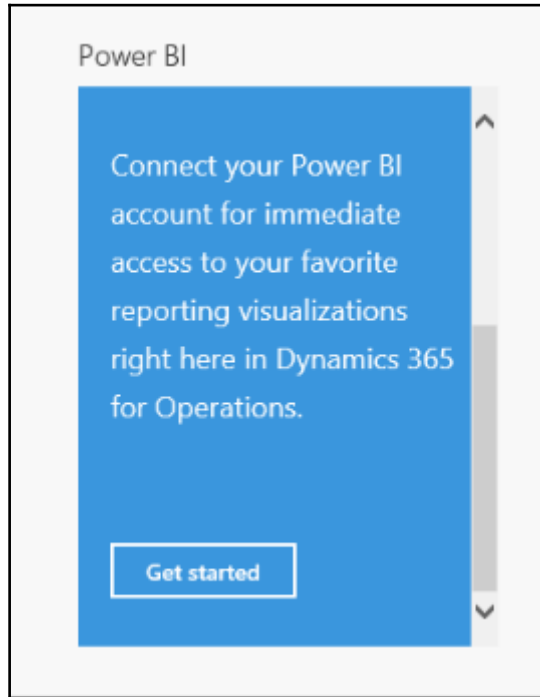 Power BI
Connect your Power BI
account for immediate
access to your favorite
reporting visualizations
right here in Dynamics 365
for Operations.
Get started